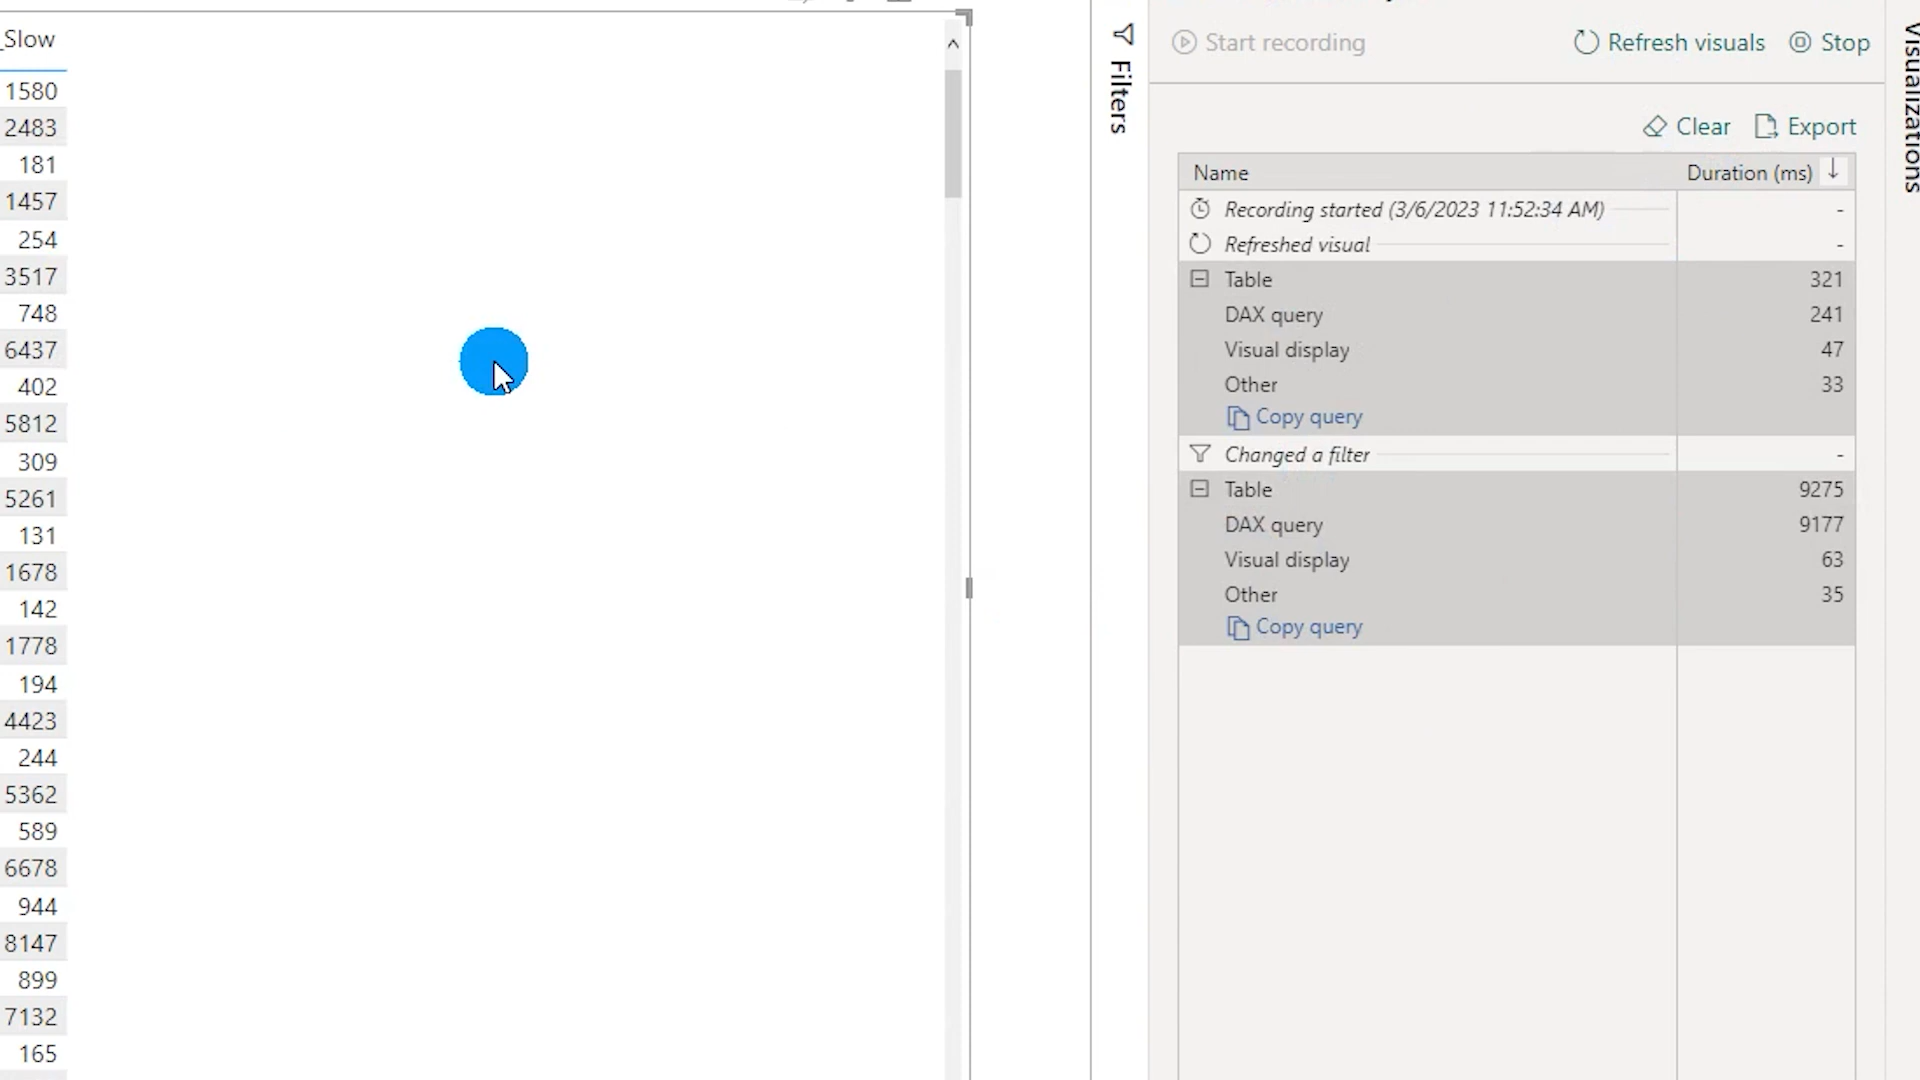 _Slow
1580
2483
181
1457
254
3517
748
6437
402
5812
309
5261
131
1678
142
1778
194
4423
244
5362
589
6678
944
8147
899
7132
165
Filters
Start recording
Refresh visuals
Stop
Clear
Export
Name Duration (ms)
Recording started (3/6/2023 11:52:34 AM) -
Refreshed visual -
Table 321
DAX query 241
Visual display 47
Other 33
Copy query
Changed a filter -
Table 9275
DAX query 9177
Visual display 63
Other 35
Copy query
Visualizations